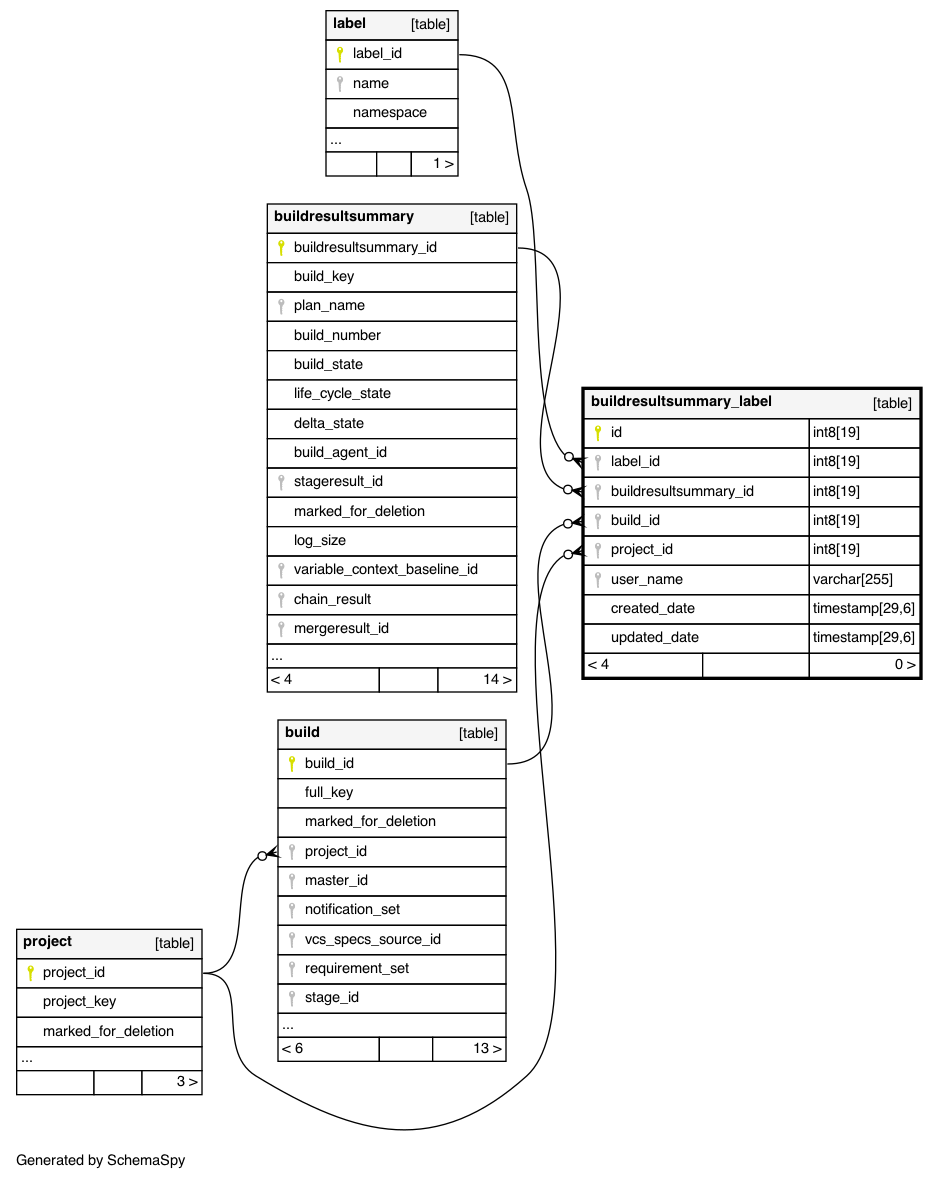 label [table]
label_id
name
namespace
...
1 >
buildresultsummary [table]
buildresultsummary_id
build_key
plan_name
build_number
build_state
life_cycle_state
delta_state
build_agent_id
stageresult_id
marked_for_deletion
log_size
variable_context_baseline_id
chain_result
mergeresult_id
...
< 4 14 >
buildresultsummary_label [table]
id int8[19]
label_id int8[19]
buildresultsummary_id int8[19]
build_id int8[19]
project_id int8[19]
user_name varchar[255]
created_date timestamp[29,6]
updated_date timestamp[29,6]
< 4 0 >
build [table]
build_id
full_key
marked_for_deletion
project_id
master_id
notification_set
vcs_specs_source_id
requirement_set
stage_id
...
< 6 13 >
project [table]
project_id
project_key
marked_for_deletion
...
3 >
Generated by SchemaSpy